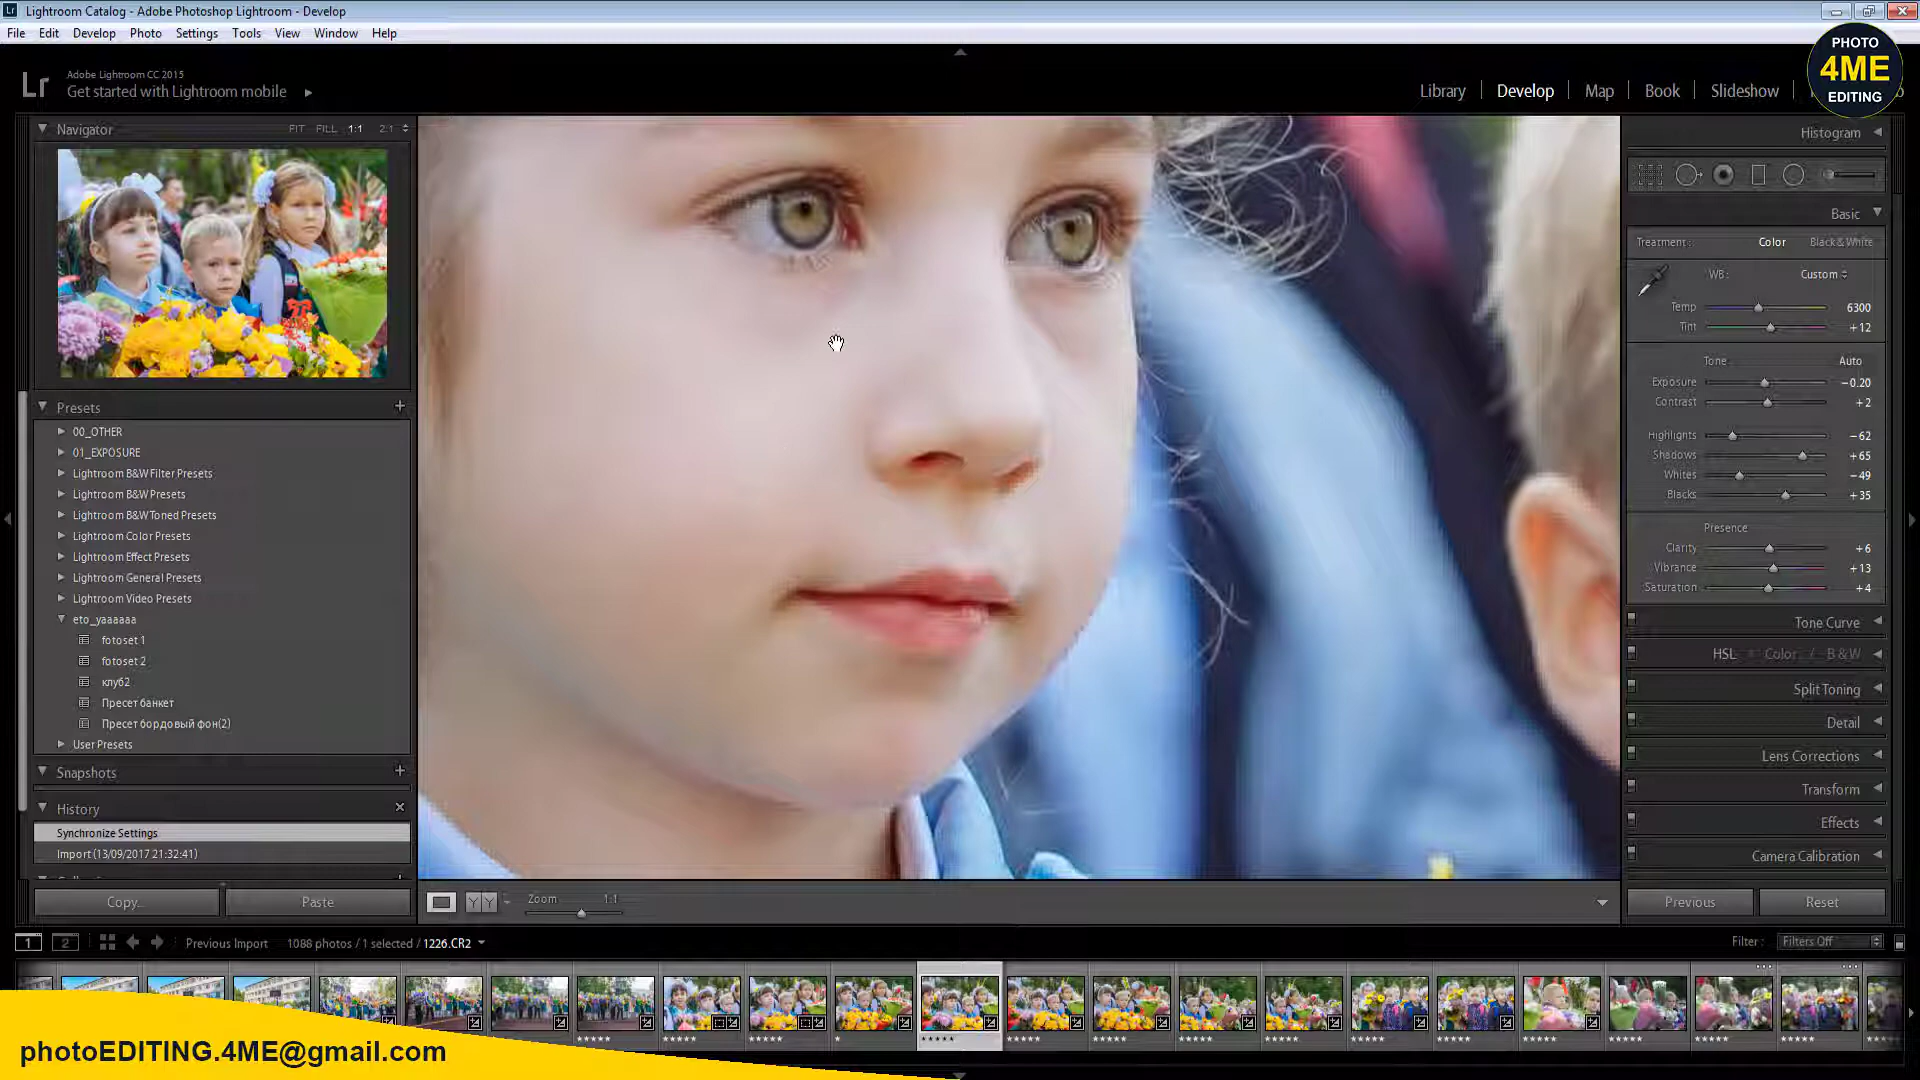 Lightroom Catalog - Adobe Photoshop Lightroom - Develop
File Edit Develop Photo Settings Tools View Window Help
PHOTO
4ME
EDITING
Lr
Adobe Lightroom CC 2015
Get started with Lightroom mobile
Library Develop Map Book Slideshow
Navigator FIT FILL 1:1 2:1
Histogram
Basic
Treatment : Color Black & White
WB : Custom
Temp 6300
Tint +12
Tone Auto
Exposure −0.20
Contrast +2
Highlights −62
Shadows +65
Whites −49
Blacks +35
Presence
Clarity +6
Vibrance +13
Saturation +4
Tone Curve
HSL / Color / B & W
Split Toning
Detail
Lens Corrections
Transform
Effects
Camera Calibration
Previous Reset
Presets
00_OTHER
01_EXPOSURE
Lightroom B&W Filter Presets
Lightroom B&W Presets
Lightroom B&W Toned Presets
Lightroom Color Presets
Lightroom Effect Presets
Lightroom General Presets
Lightroom Video Presets
eto_yaaaaaa
fotoset 1
fotoset 2
клуб2
Пресет банкет
Пресет бордовый фон(2)
User Presets
Snapshots
History
Synchronize Settings
Import (13/09/2017 21:32:41)
Copy... Paste
Zoom 1:1
1 2 Previous Import 1088 photos / 1 selected / 1226.CR2
Filter : Filters Off
photoEDITING.4ME@gmail.com